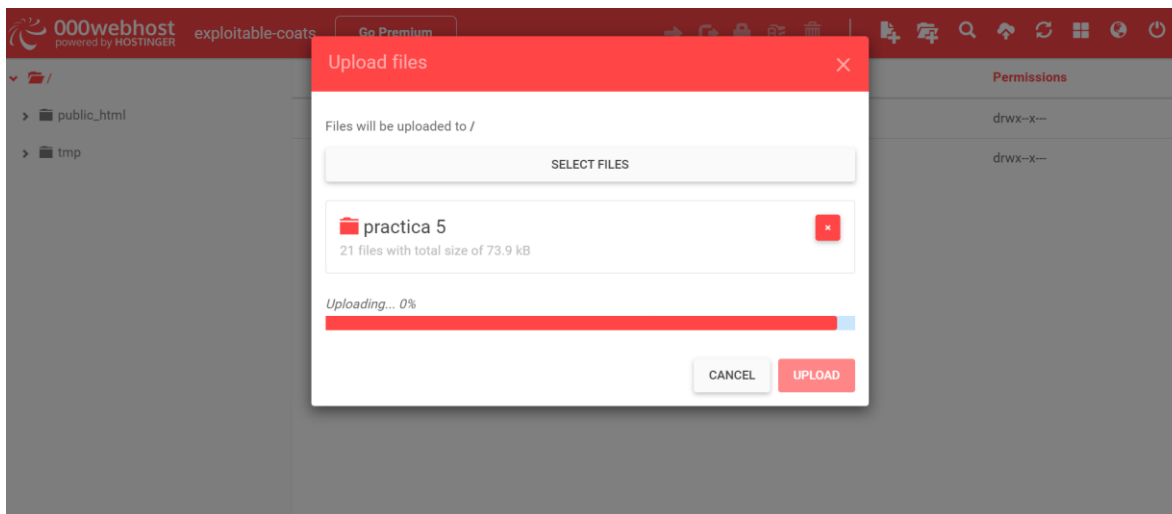 000webhost
powered by HOSTINGER
exploitable-coats
Go Premium
Upload files
/
Permissions
public_html
drwx--x---
tmp
drwx--x---
Files will be uploaded to /
SELECT FILES
practica 5
21 files with total size of 73.9 kB
Uploading... 0%
CANCEL
UPLOAD